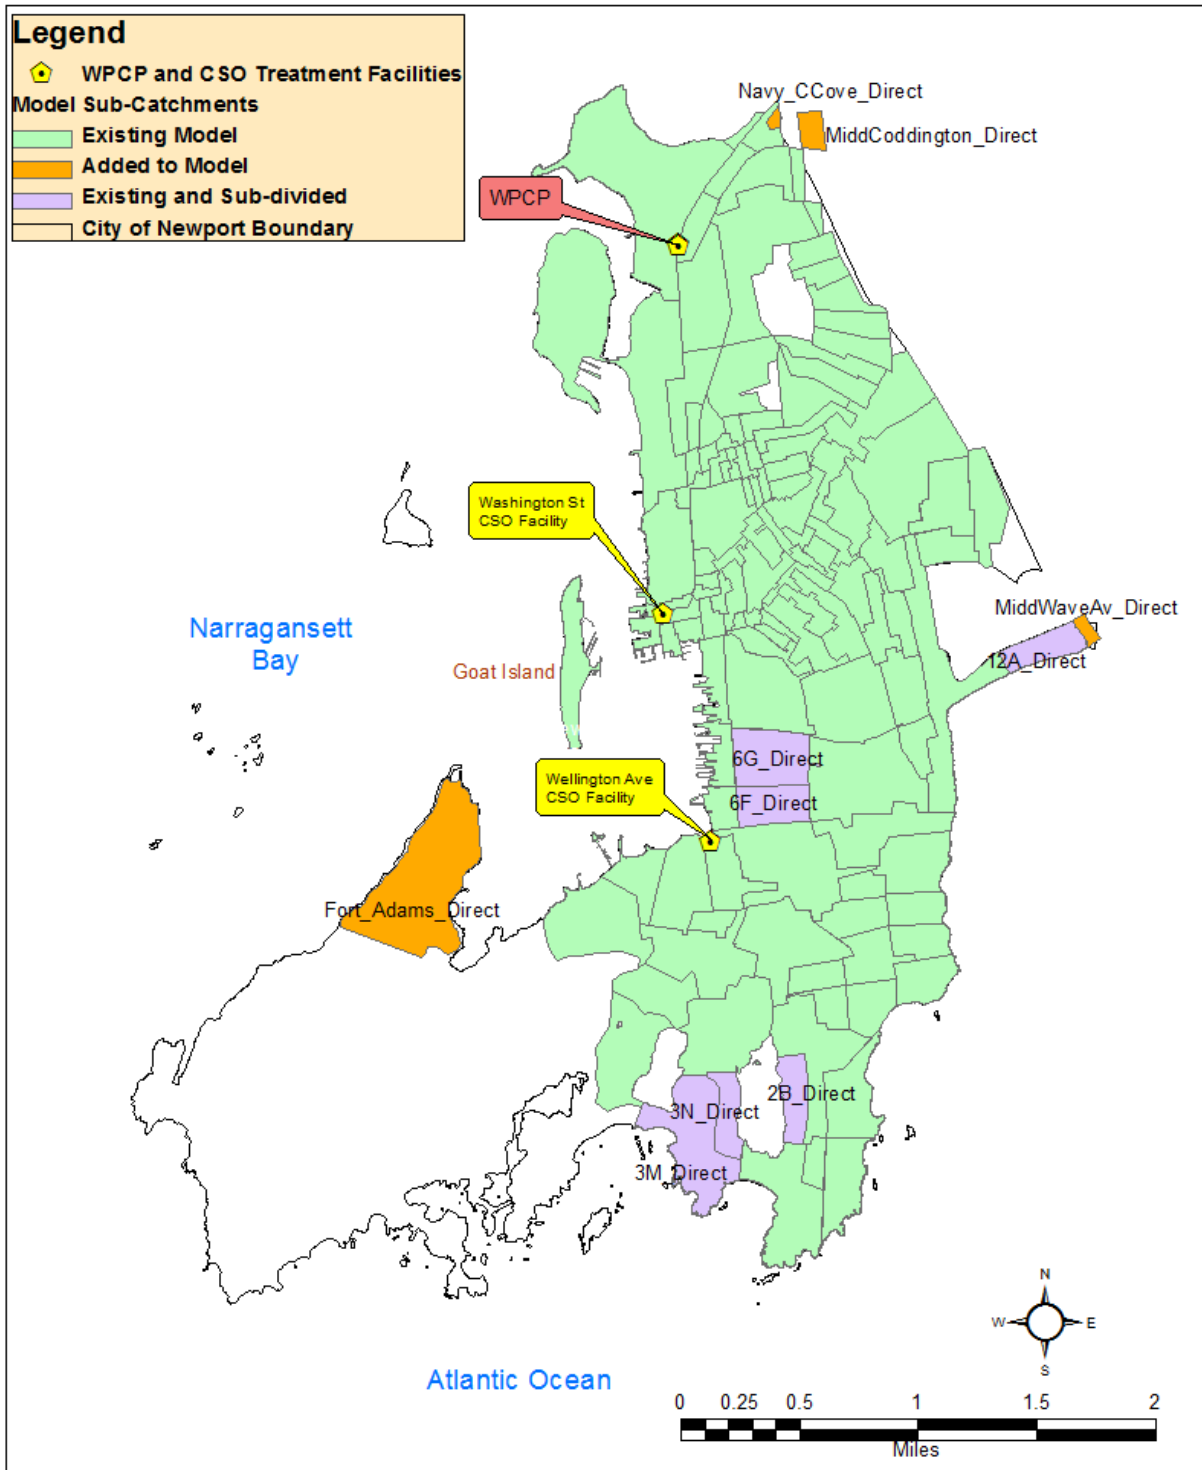 Legend
WPCP and CSO Treatment Facilities
Model Sub-Catchments
Existing Model
Added to Model
Existing and Sub-divided
City of Newport Boundary
Navy_CCove_Direct
MiddCoddington_Direct
WPCP
Washington St
CSO Facility
MiddWaveAv_Direct
12A_Direct
Narragansett
Bay
Goat Island
6G_Direct
6F_Direct
Wellington Ave
CSO Facility
Fort_Adams_Direct
2B_Direct
3N_Direct
3M_Direct
N
W
E
S
Atlantic Ocean
0 0.25 0.5 1 1.5 2
Miles